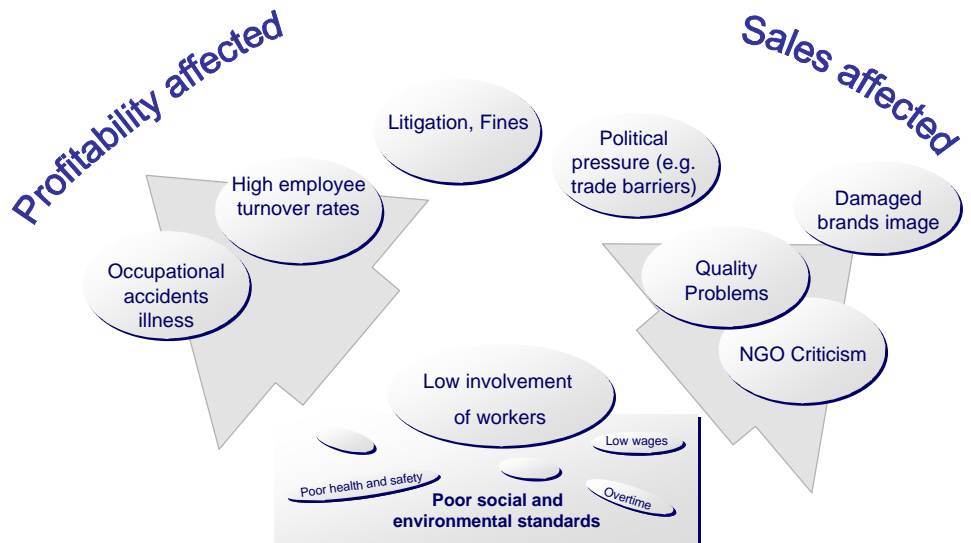 Profitability affected
Sales affected
Litigation, Fines
Political
pressure (e.g.
trade barriers)
High employee
turnover rates
Damaged
brands image
Occupational
accidents
illness
Quality
Problems
NGO Criticism
Low involvement
of workers
Low wages
Poor health and safety
Overtime
Poor social and
environmental standards